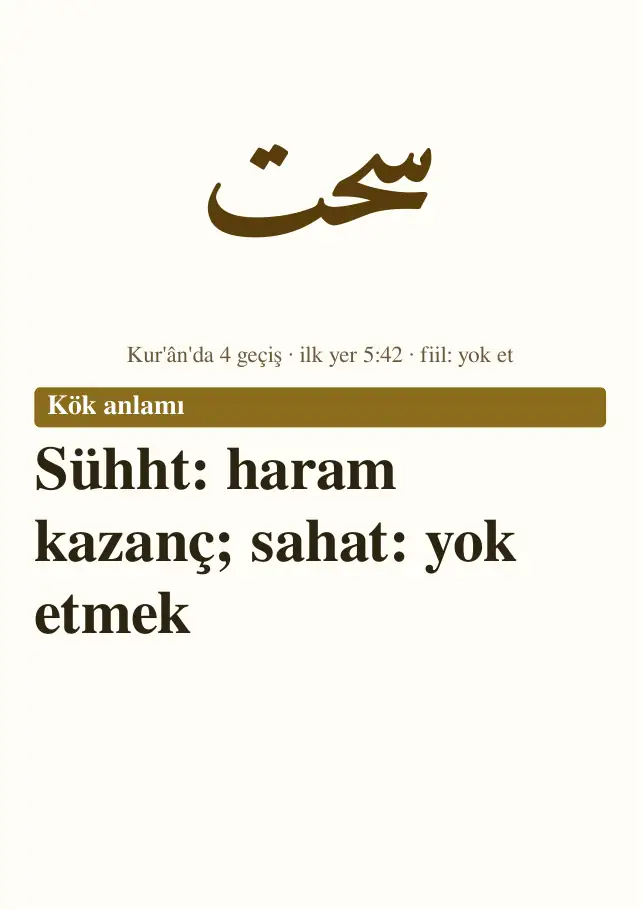 سحت
Kur'ân'da 4 geçiş · ilk yer 5:42 · fiil: yok et
Kök anlamı
Sühht: haram
kazanç; sahat: yok
etmek